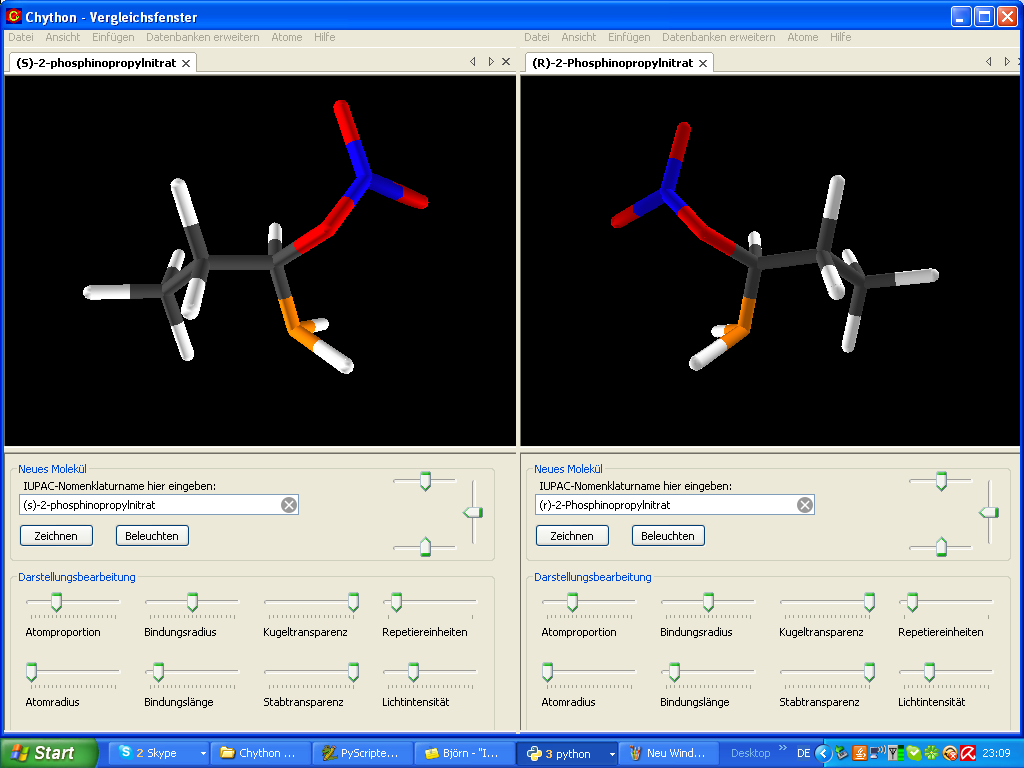 Chython - Vergleichsfenster
Datei Ansicht Einfügen Datenbanken erweitern Atome Hilfe
Datei Ansicht Einfügen Datenbanken erweitern Atome Hilfe
(S)-2-phosphinopropylnitrat
(R)-2-Phosphinopropylnitrat
Neues Molekül
IUPAC-Nomenklaturname hier eingeben:
(s)-2-phosphinopropylnitrat
Zeichnen Beleuchten
Darstellungsbearbeitung
Atomproportion Bindungsradius Kugeltransparenz Repetiereinheiten
Atomradius Bindungslänge Stabtransparenz Lichtintensität
Neues Molekül
IUPAC-Nomenklaturname hier eingeben:
(r)-2-Phosphinopropylnitrat
Zeichnen Beleuchten
Darstellungsbearbeitung
Atomproportion Bindungsradius Kugeltransparenz Repetiereinheiten
Atomradius Bindungslänge Stabtransparenz Lichtintensität
Start 2 Skype Chython ... PyScripte... Björn - "I... 3 python Neu Wind... Desktop » DE 23:09